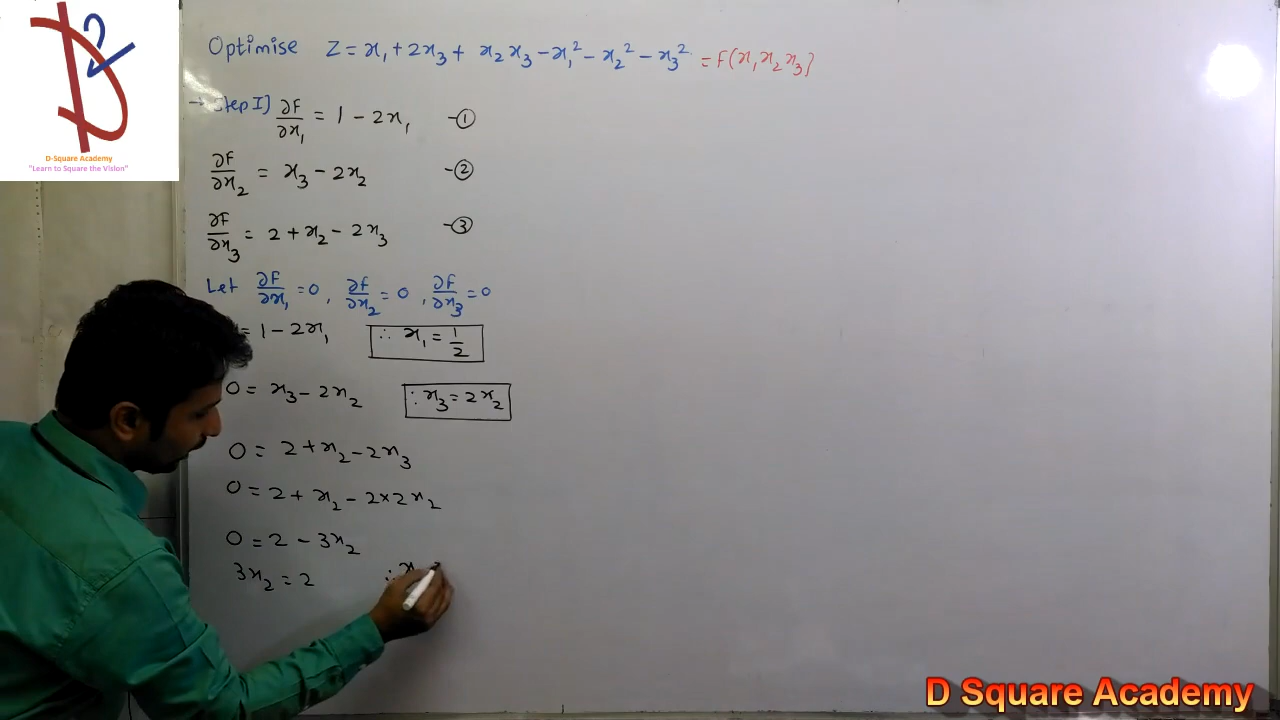 Optimise Z = x₁ + 2x₃ + x₂x₃ - x₁² - x₂² - x₃² = F(x₁x₂x₃)
→ Step I] ∂F/∂x₁ = 1 - 2x₁ - ①
∂F/∂x₂ = x₃ - 2x₂ - ②
∂F/∂x₃ = 2 + x₂ - 2x₃ - ③
D-Square Academy
"Learn to Square the Vision"
Let ∂F/∂x₁ = 0, ∂F/∂x₂ = 0, ∂F/∂x₃ = 0
= 1 - 2x₁ ∴ x₁ = 1/2
0 = x₃ - 2x₂ ∴ x₃ = 2x₂
0 = 2 + x₂ - 2x₃
0 = 2 + x₂ - 2×2x₂
0 = 2 - 3x₂
3x₂ = 2 ∴ x
D Square Academy